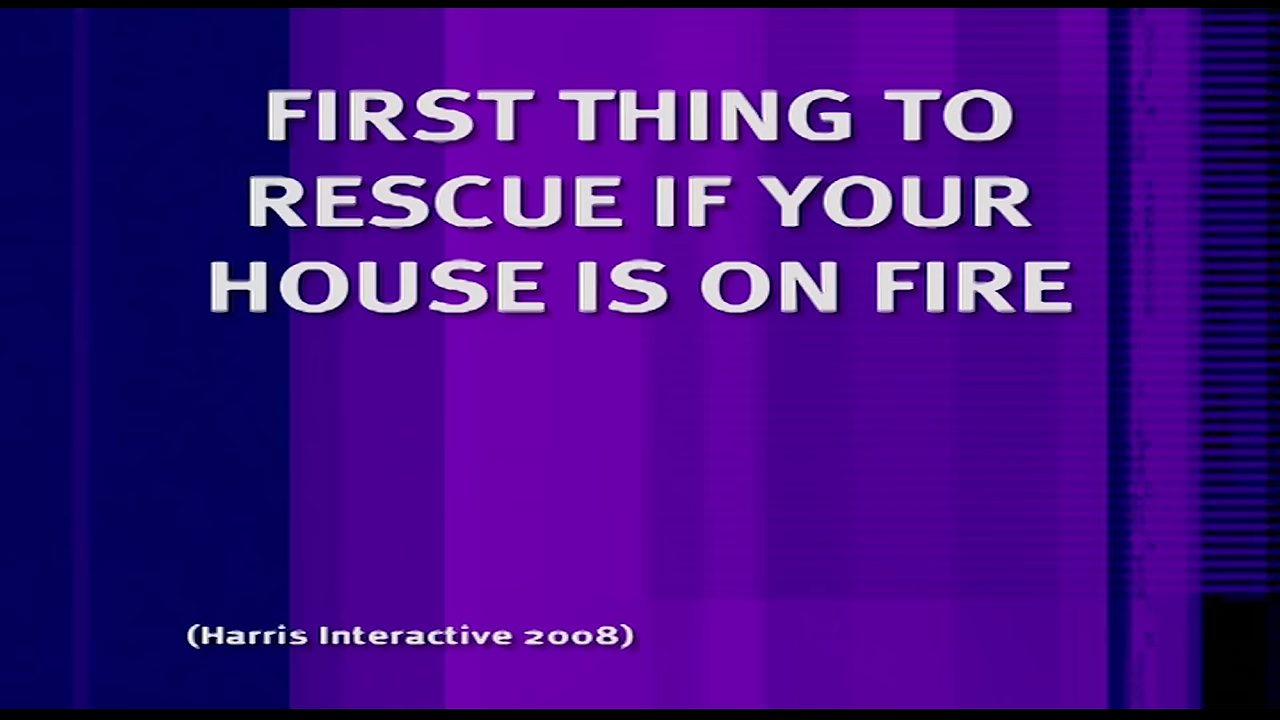 FIRST THING TO
RESCUE IF YOUR
HOUSE IS ON FIRE
(Harris Interactive 2008)